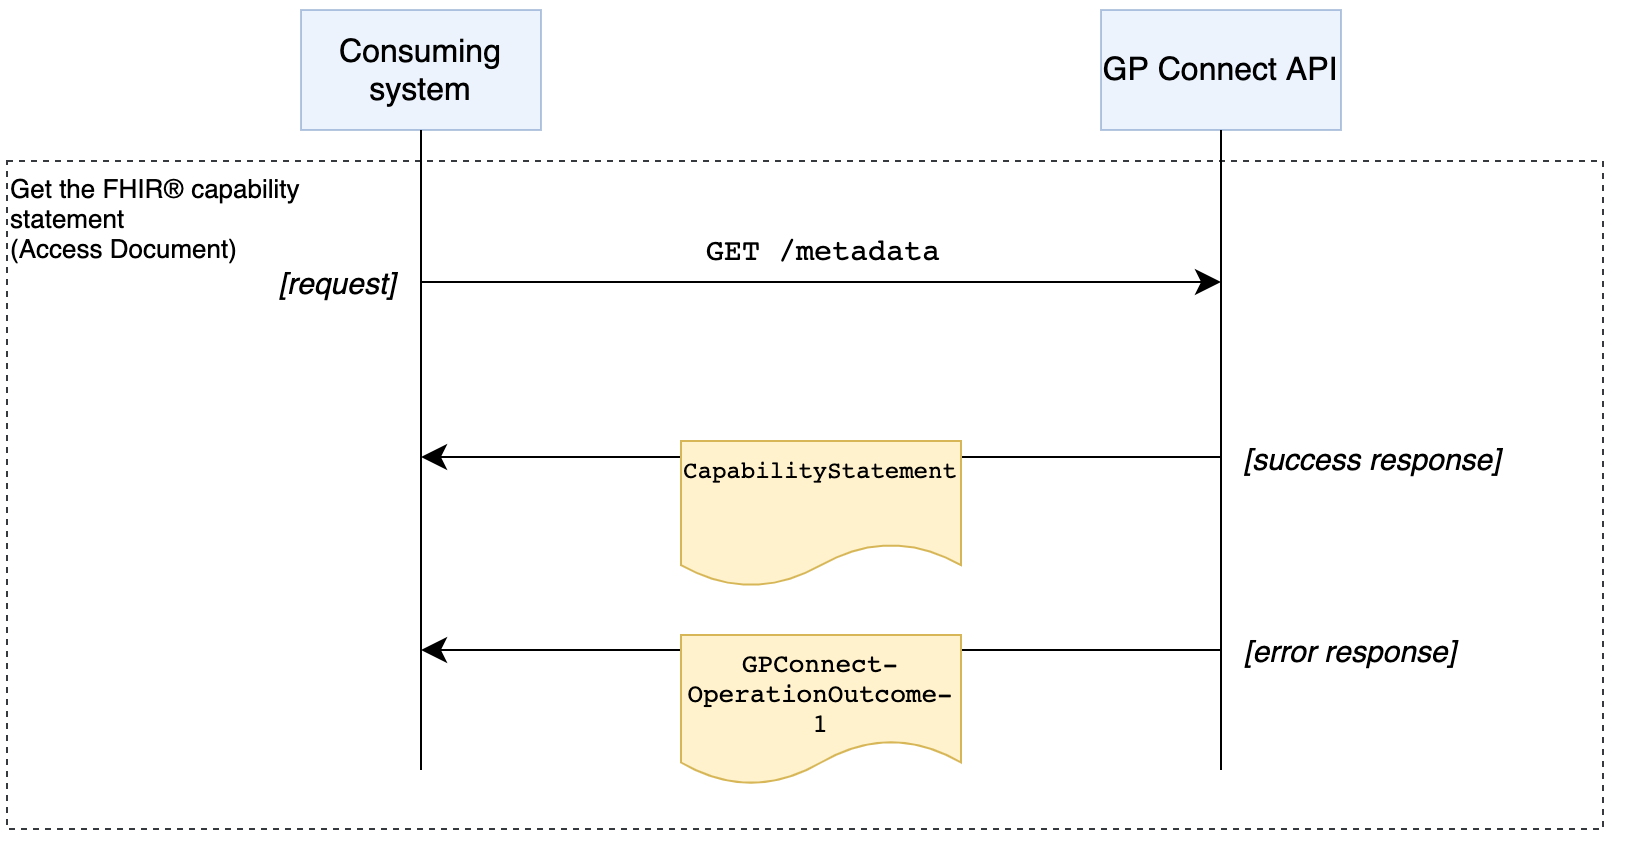 Consuming
system
GP Connect API
Get the FHIR® capability
statement
(Access Document)
GET /metadata
[request]
CapabilityStatement
[success response]
GPConnect-
OperationOutcome-
1
[error response]